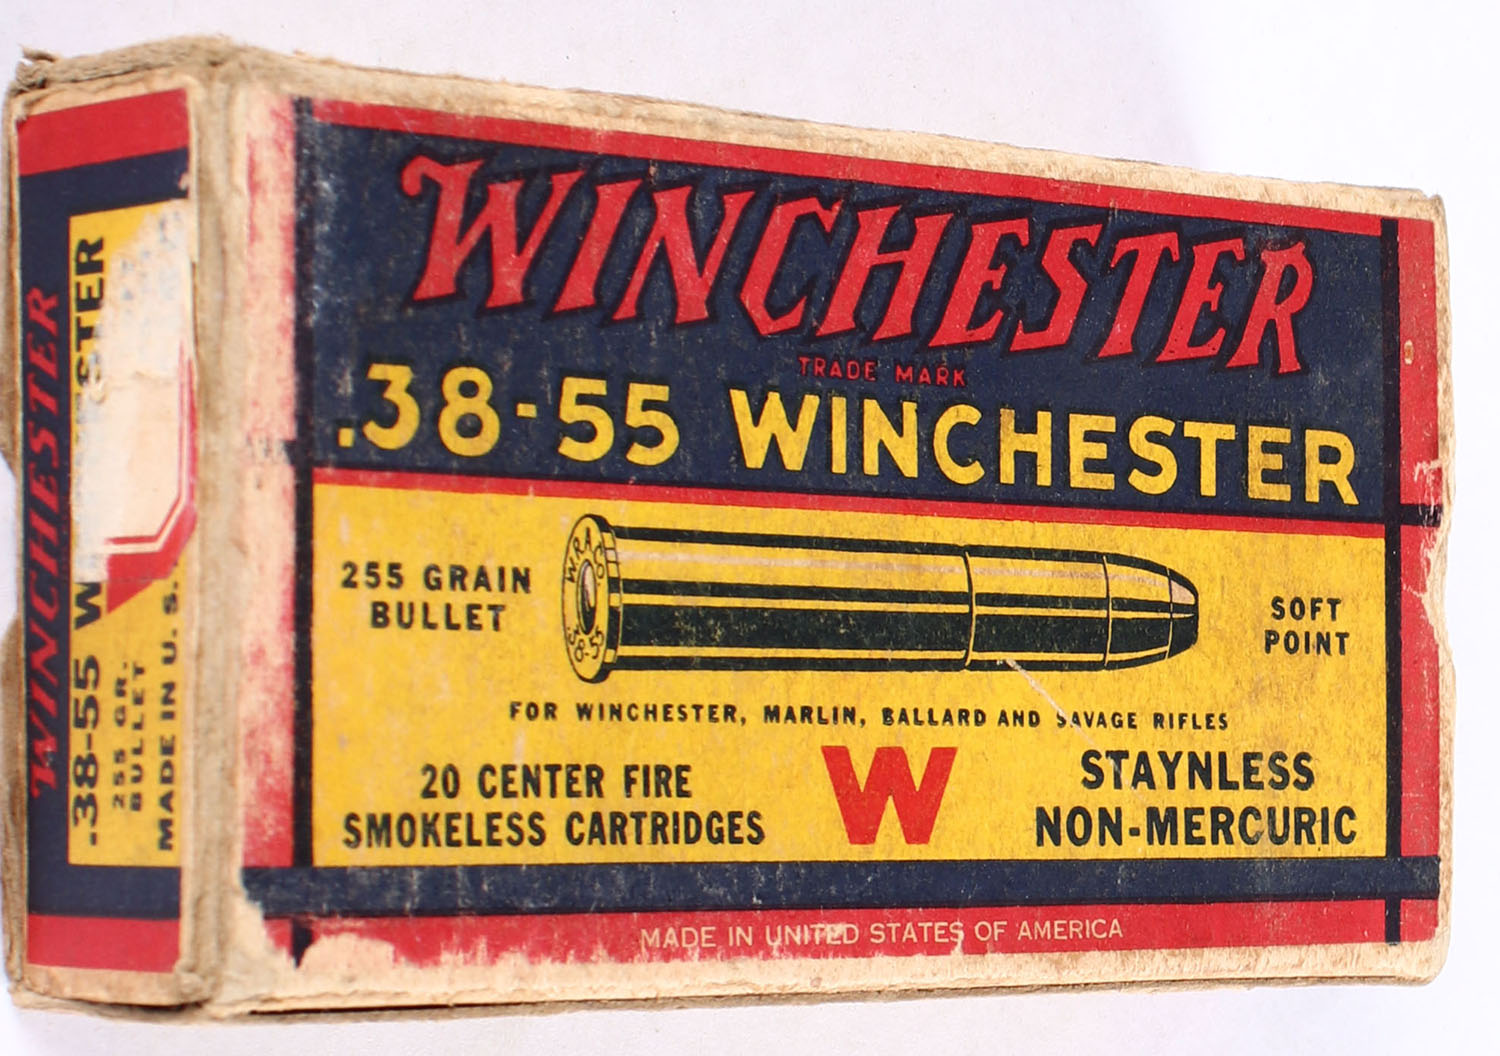 WINCHESTER
TRADE MARK
.38-55 WINCHESTER
255 GRAIN
BULLET
W.R.A.CO.
38-55
SOFT
POINT
FOR WINCHESTER, MARLIN, BALLARD AND SAVAGE RIFLES
20 CENTER FIRE
SMOKELESS CARTRIDGES
W
STAYNLESS
NON-MERCURIC
MADE IN UNITED STATES OF AMERICA
WINCHESTER
.38-55 W STER
255 GR.
BULLET
MADE IN U. S.